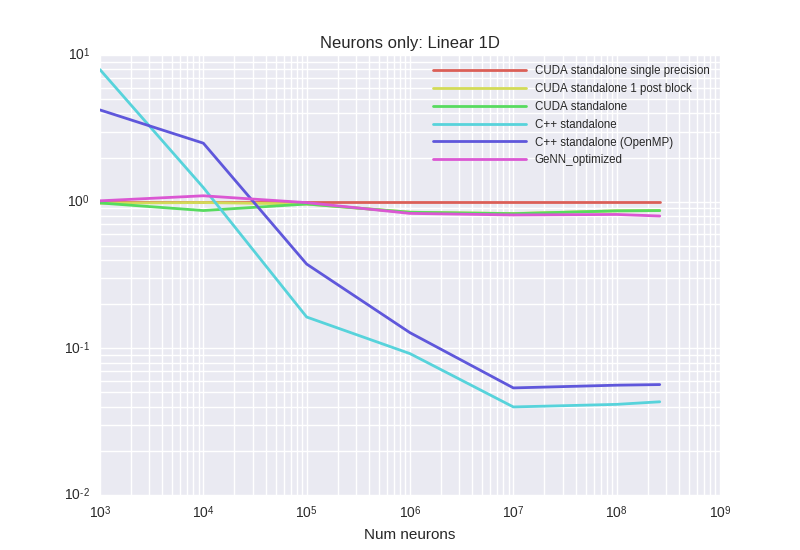 Neurons only: Linear 1D
10¹
10⁰
10⁻¹
10⁻²
CUDA standalone single precision
CUDA standalone 1 post block
CUDA standalone
C++ standalone
C++ standalone (OpenMP)
GeNN_optimized
10³ 10⁴ 10⁵ 10⁶ 10⁷ 10⁸ 10⁹
Num neurons